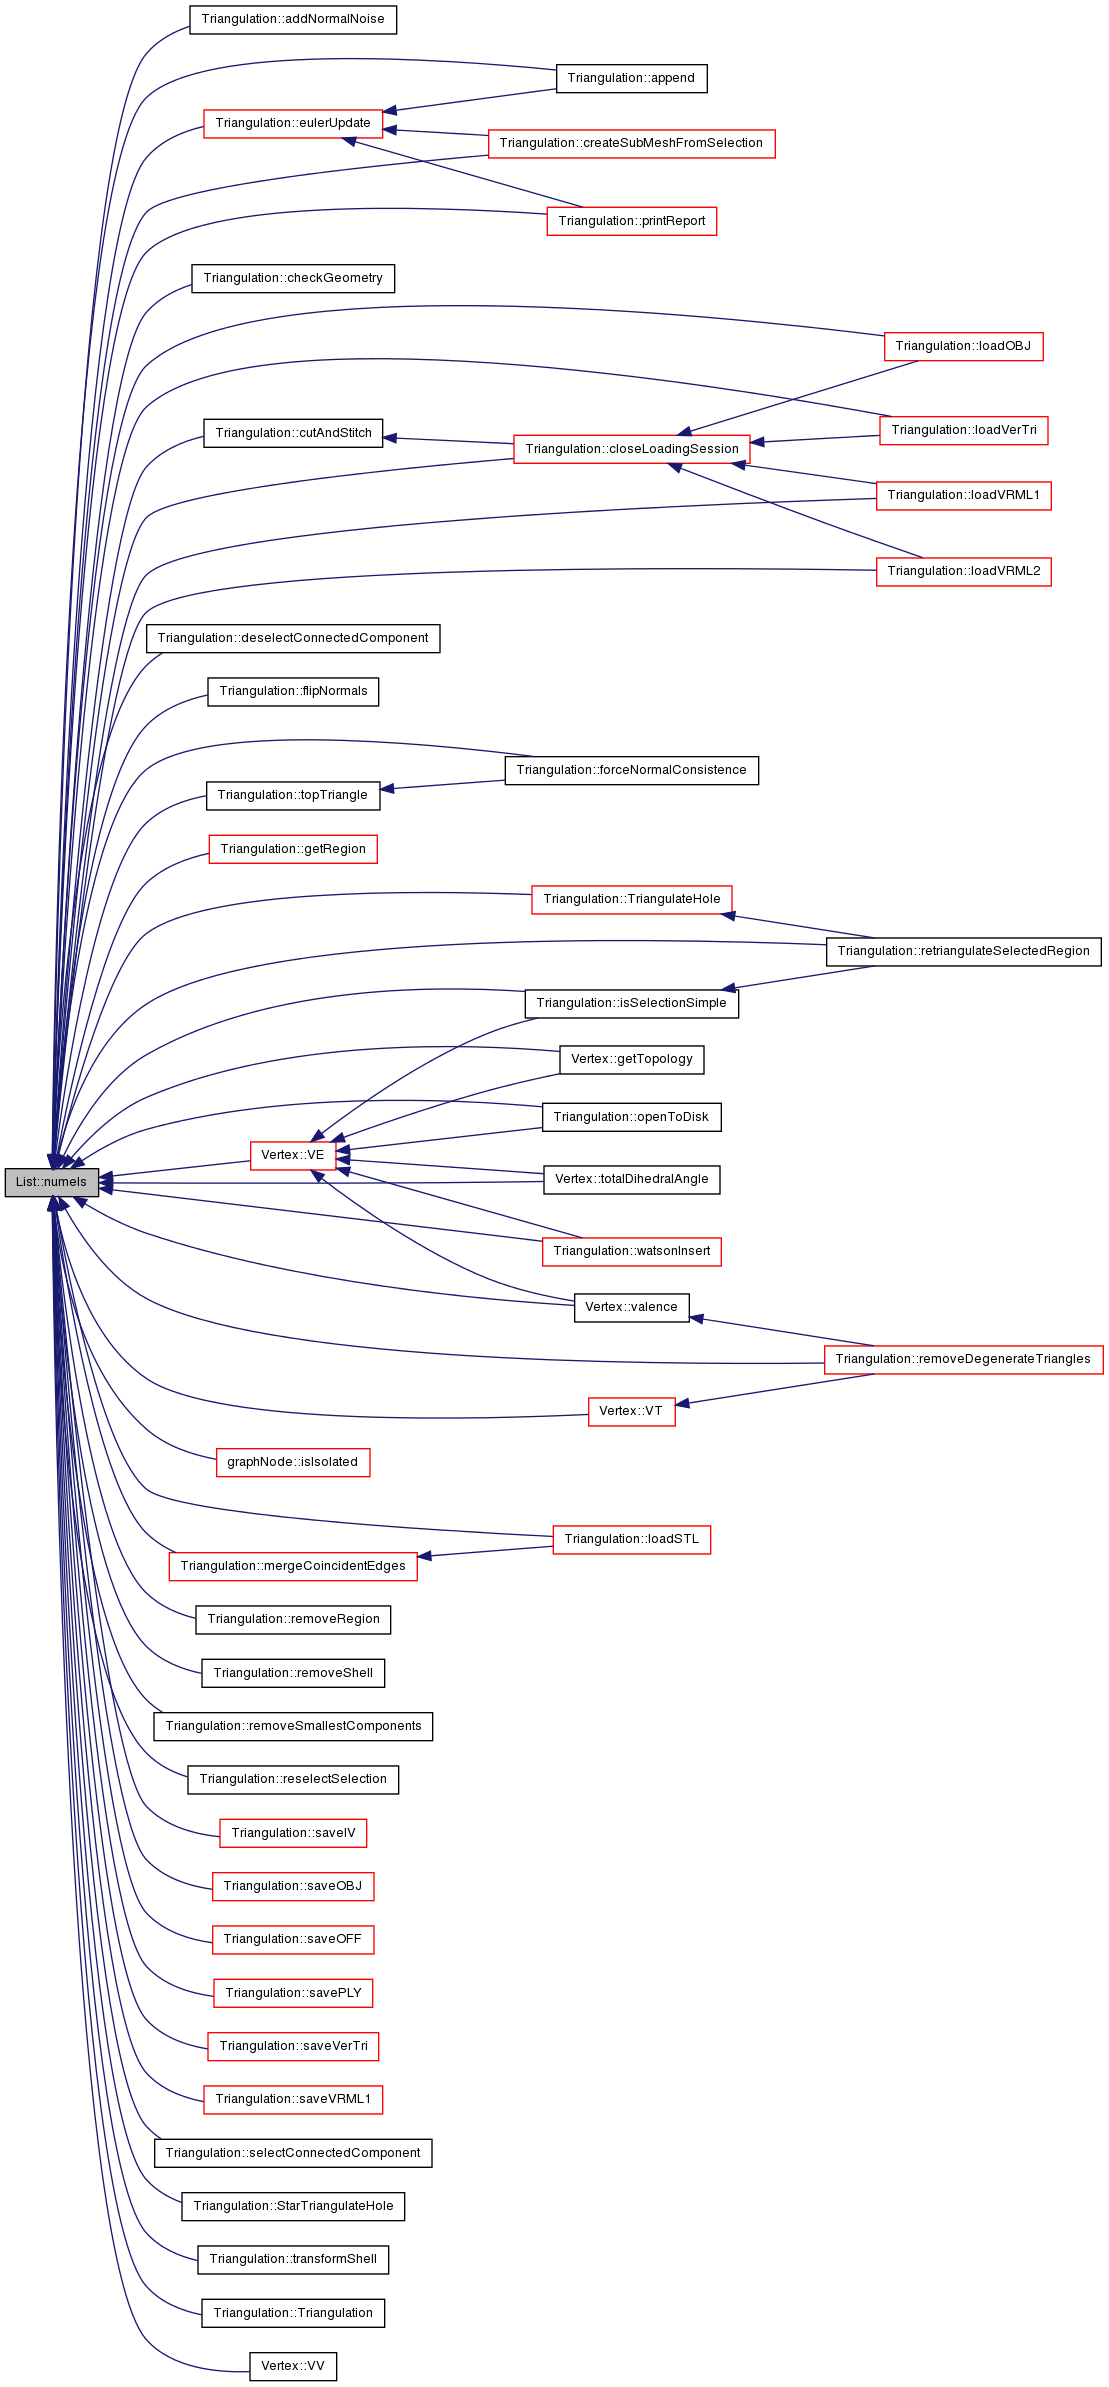 Triangulation::addNormalNoise
Triangulation::append
Triangulation::eulerUpdate
Triangulation::createSubMeshFromSelection
Triangulation::printReport
Triangulation::checkGeometry
Triangulation::loadOBJ
Triangulation::loadVerTri
Triangulation::cutAndStitch
Triangulation::closeLoadingSession
Triangulation::loadVRML1
Triangulation::loadVRML2
Triangulation::deselectConnectedComponent
Triangulation::flipNormals
Triangulation::forceNormalConsistence
Triangulation::topTriangle
Triangulation::getRegion
Triangulation::TriangulateHole
Triangulation::retriangulateSelectedRegion
Triangulation::isSelectionSimple
Vertex::getTopology
Triangulation::openToDisk
Vertex::VE
List::numels
Vertex::totalDihedralAngle
Triangulation::watsonInsert
Vertex::valence
Triangulation::removeDegenerateTriangles
Vertex::VT
graphNode::isIsolated
Triangulation::loadSTL
Triangulation::mergeCoincidentEdges
Triangulation::removeRegion
Triangulation::removeShell
Triangulation::removeSmallestComponents
Triangulation::reselectSelection
Triangulation::saveIV
Triangulation::saveOBJ
Triangulation::saveOFF
Triangulation::savePLY
Triangulation::saveVerTri
Triangulation::saveVRML1
Triangulation::selectConnectedComponent
Triangulation::StarTriangulateHole
Triangulation::transformShell
Triangulation::Triangulation
Vertex::VV